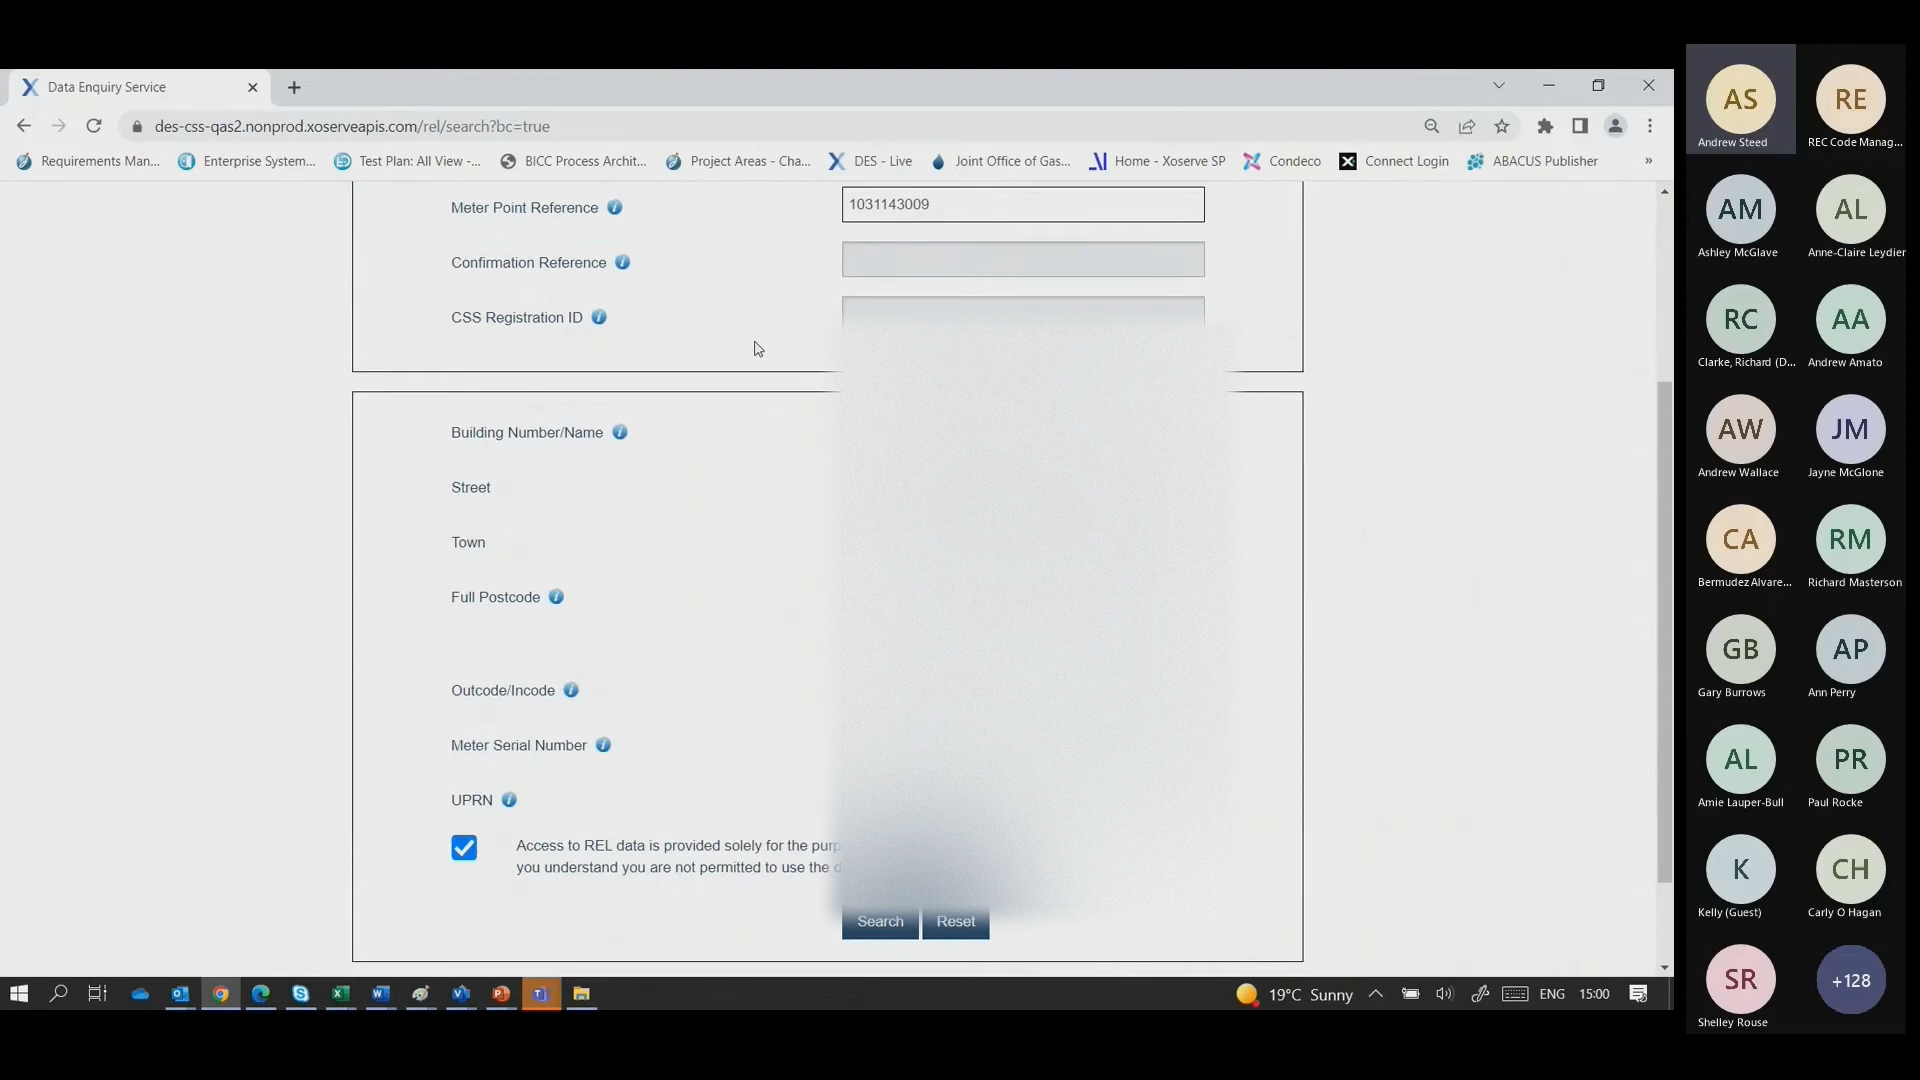 Data Enquiry Service
des-css-qas2.nonprod.xoserveapis.com/rel/search?bc=true
Requirements Man... Enterprise System... Test Plan: All View -... BICC Process Archit... Project Areas - Cha... DES - Live Joint Office of Gas... Home - Xoserve SP Condeco Connect Login ABACUS Publisher »
Meter Point Reference 1031143009
Confirmation Reference
CSS Registration ID
Building Number/Name
Street
Town
Full Postcode
Outcode/Incode
Meter Serial Number
UPRN
Access to REL data is provided solely for the
you understand you are not permitted to use the
Search Reset
19°C Sunny ENG 15:00
AS RE
Andrew Steed REC Code Manag...
AM AL
Ashley McGlave Anne-Claire Leydier
RC AA
Clarke, Richard (D... Andrew Amato
AW JM
Andrew Wallace Jayne McGlone
CA RM
Bermudez Alvare... Richard Masterson
GB AP
Gary Burrows Ann Perry
AL PR
Amie Lauper-Bull Paul Rocke
K CH
Kelly (Guest) Carly O Hagan
SR +128
Shelley Rouse